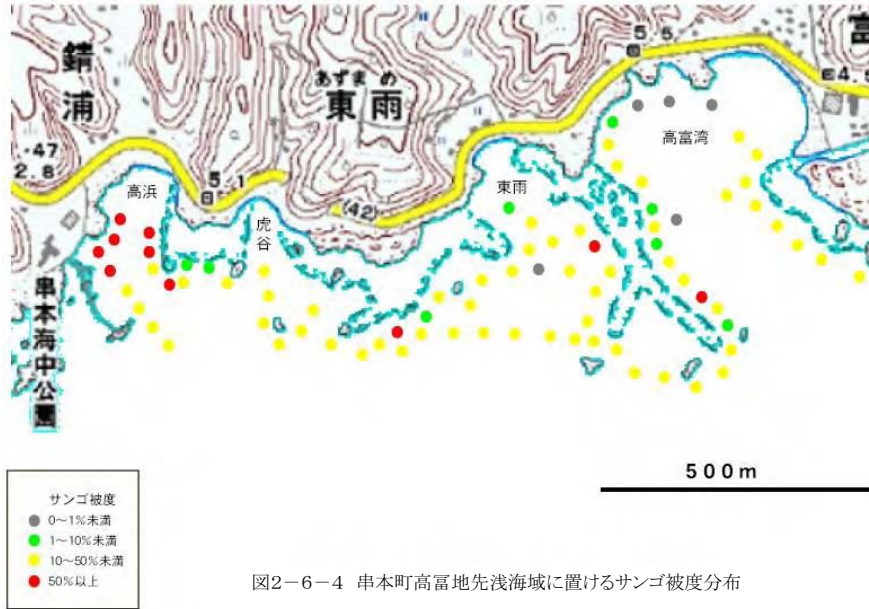 錆浦
あずまめ
東雨
5.5
富
4.
.47
2.8
5.1
(42)
高浜
虎谷
東雨
高富湾
串本海中公園
500m
サンゴ被度
0〜1%未満
1〜10%未満
10〜50%未満
50%以上
図2−6−4 串本町高冨地先浅海域に置けるサンゴ被度分布